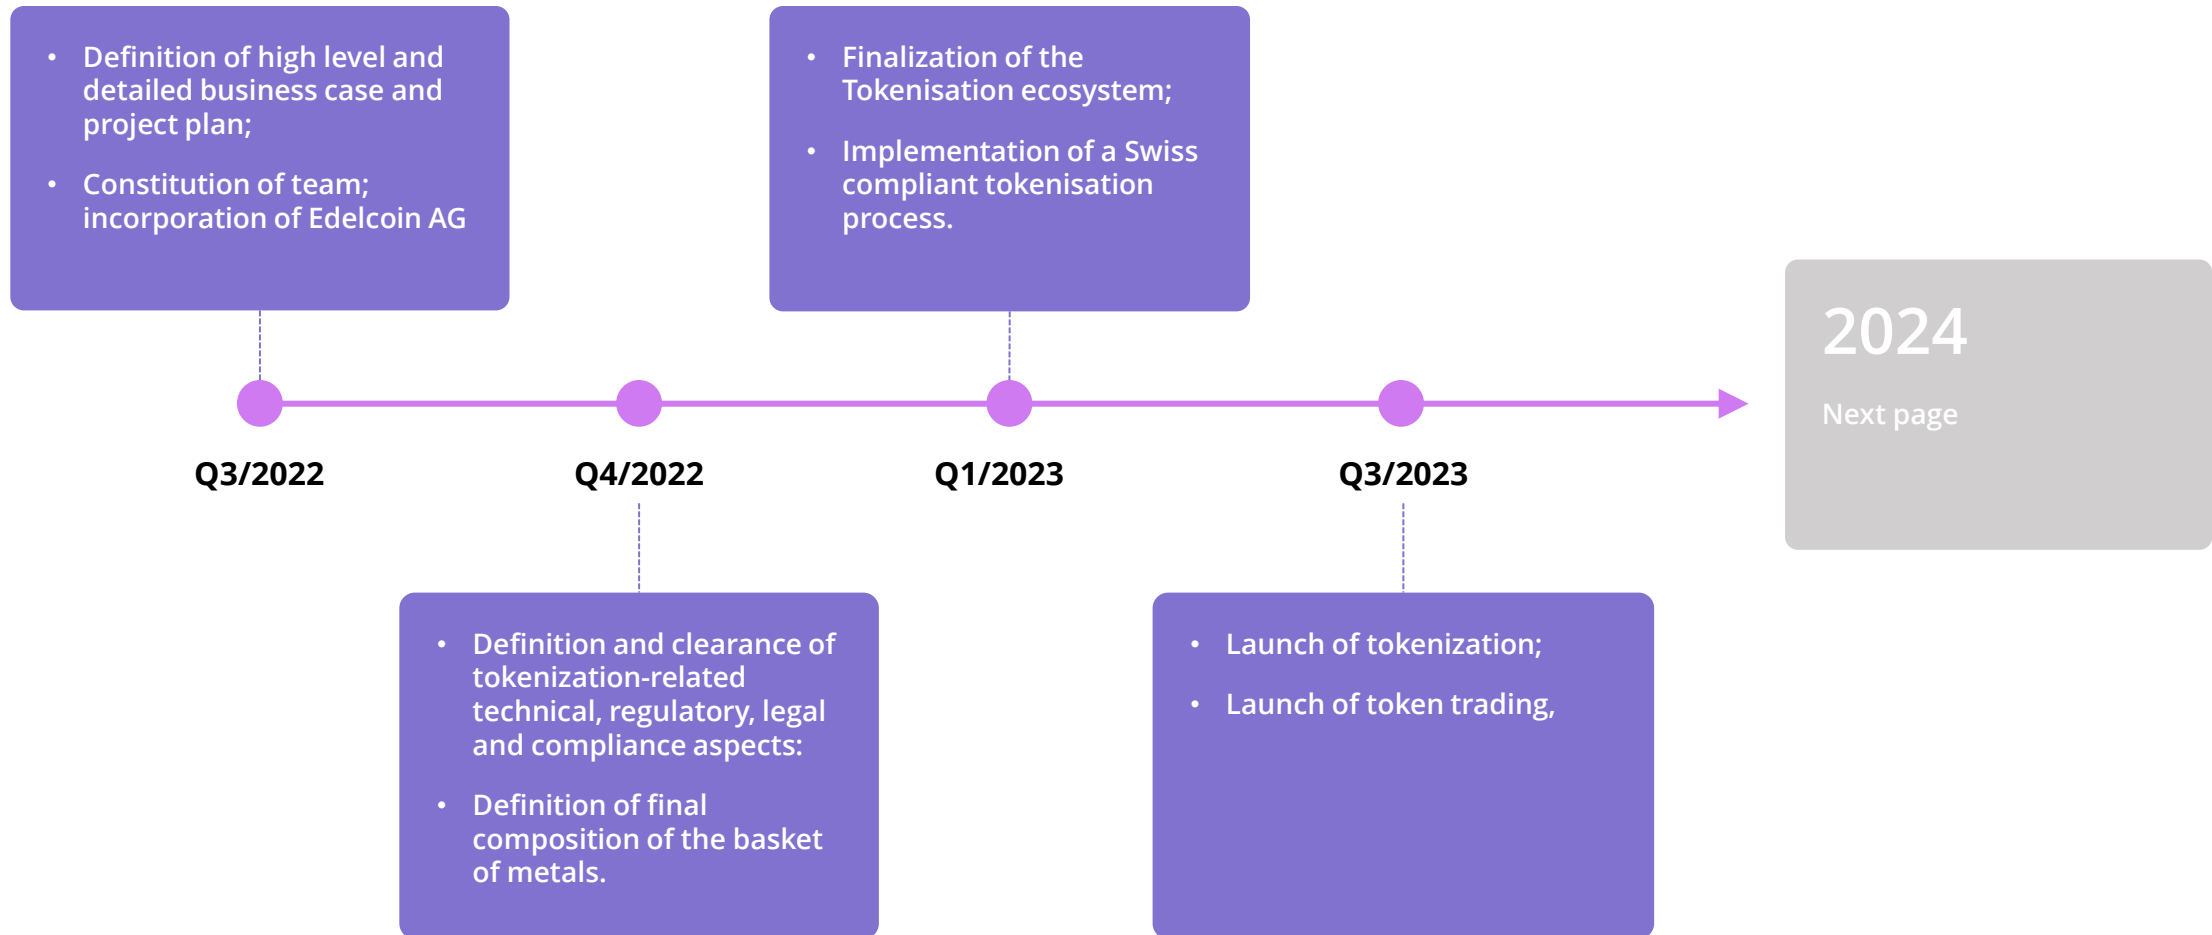 • Definition of high level and
detailed business case and
project plan;
• Constitution of team;
incorporation of Edelcoin AG
• Finalization of the
Tokenisation ecosystem;
• Implementation of a Swiss
compliant tokenisation
process.
2024
Next page
Q3/2022
Q4/2022
Q1/2023
Q3/2023
• Definition and clearance of
tokenization-related
technical, regulatory, legal
and compliance aspects:
• Definition of final
composition of the basket
of metals.
• Launch of tokenization;
• Launch of token trading,